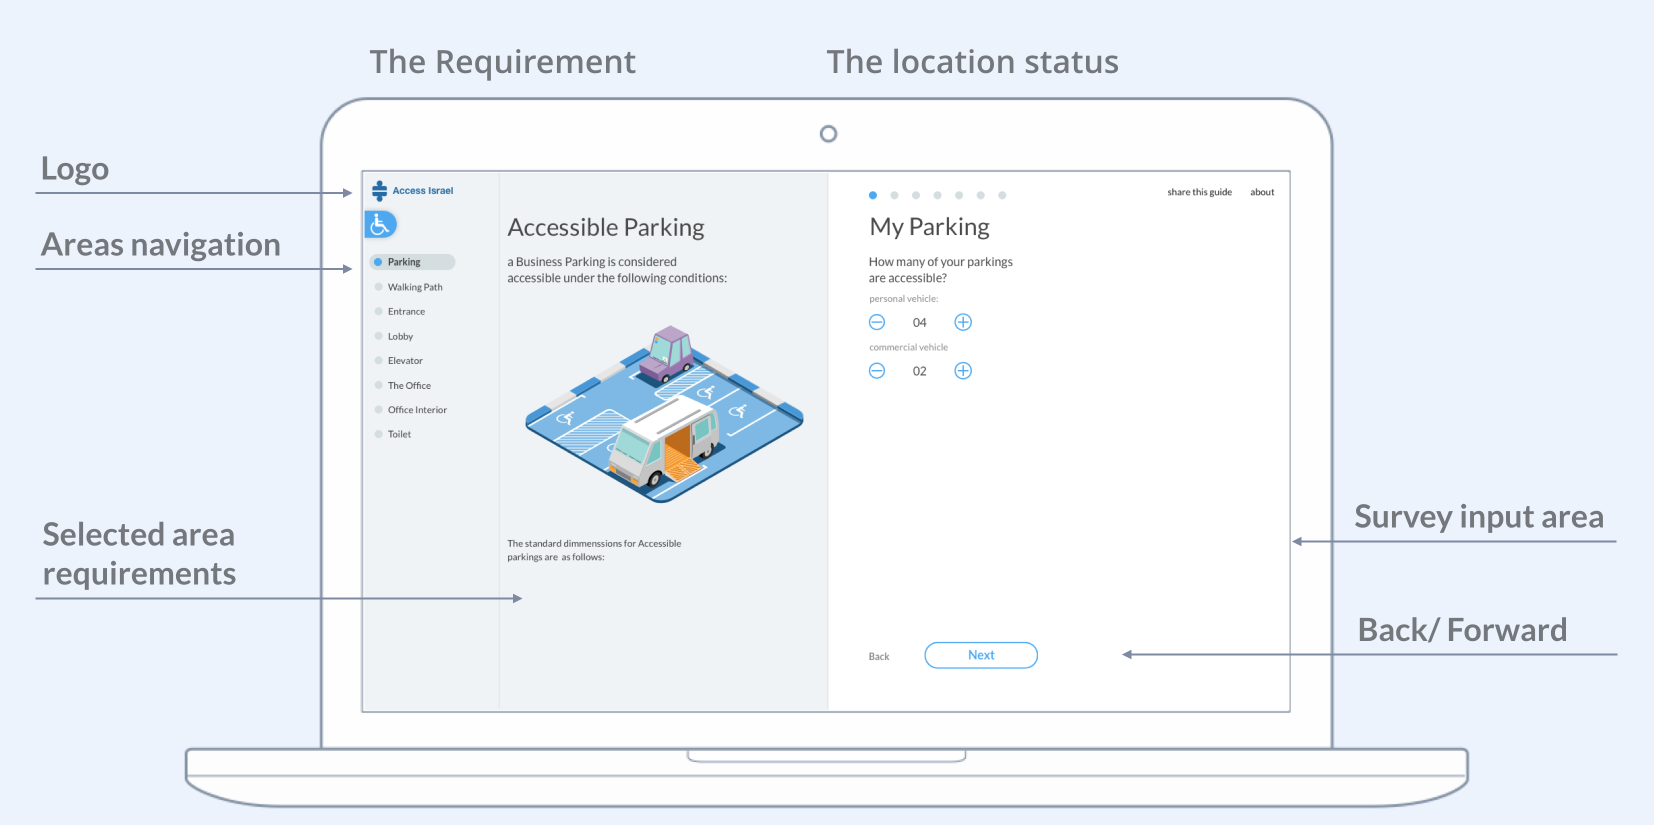 The Requirement
The location status
Logo
Areas navigation
Selected area
requirements
Access Israel
Parking
Walking Path
Entrance
Lobby
Elevator
The Office
Office Interior
Toilet
Accessible Parking
a Business Parking is considered
accessible under the following conditions:
The standard dimmenssions for Accessible
parkings are as follows:
share this guide
about
My Parking
How many of your parkings
are accessible?
personal vehicle:
04
commercial vehicle
02
Back
Next
Survey input area
Back/ Forward